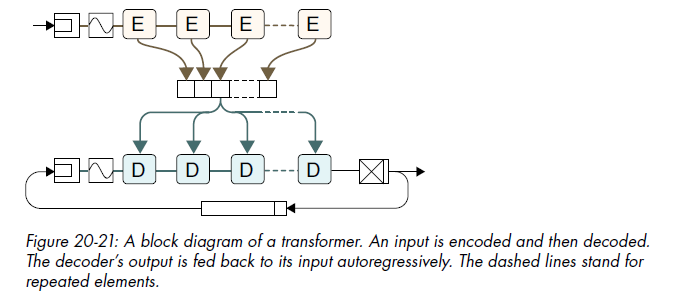 E E E E
D D D D
Figure 20-21: A block diagram of a transformer. An input is encoded and then decoded.
The decoder’s output is fed back to its input autoregressively. The dashed lines stand for
repeated elements.